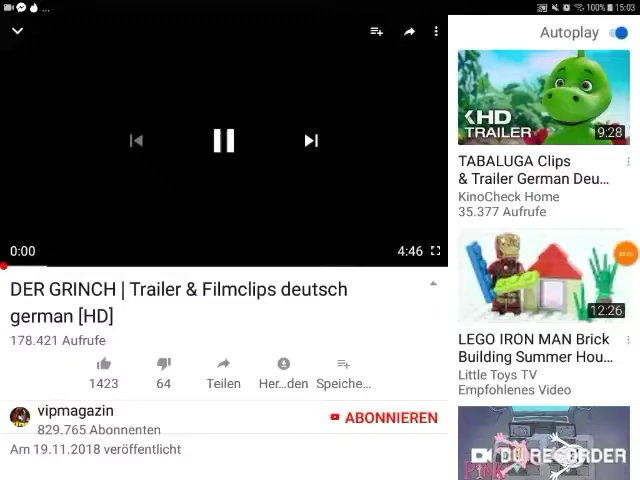 ...
100%
15:03
Autoplay
0:00
4:46
DER GRINCH | Trailer & Filmclips deutsch
german [HD]
178.421 Aufrufe
1423
64
Teilen
Her...den
Speiche...
vipmagazin
829.765 Abonnenten
ABONNIEREN
Am 19.11.2018 veröffentlicht
KHD
TRAILER
9:28
TABALUGA Clips
& Trailer German Deu...
KinoCheck Home
35.377 Aufrufe
12:26
LEGO IRON MAN Brick
Building Summer Hou...
Little Toys TV
Empfohlenes Video
DU RECORDER
PINK